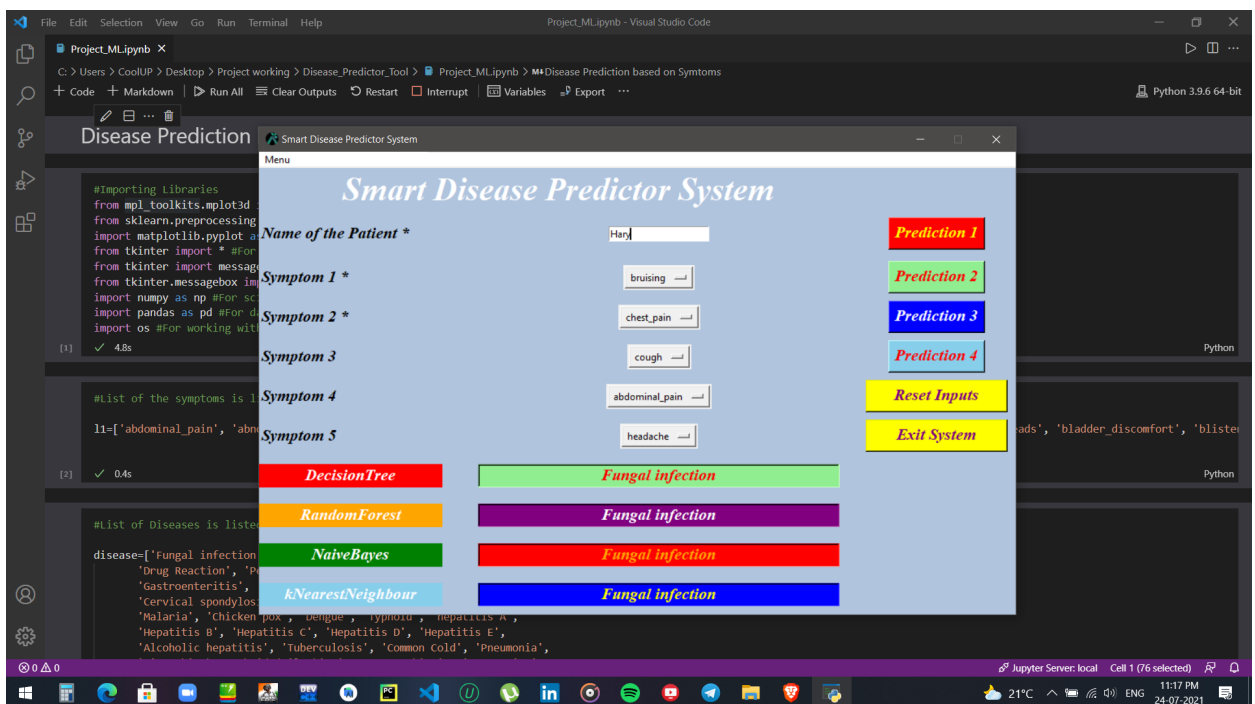 File Edit Selection View Go Run Terminal Help Project_ML.ipynb - Visual Studio Code
Project_ML.ipynb
C: > Users > CoolUP > Desktop > Project working > Disease_Predictor_Tool > Project_ML.ipynb > M↓Disease Prediction based on Symtoms
+ Code + Markdown Run All Clear Outputs Restart Interrupt Variables Export ... Python 3.9.6 64-bit
Disease Prediction
Smart Disease Predictor System
Menu
Smart Disease Predictor System
Name of the Patient * Hary Prediction 1
Symptom 1 * bruising Prediction 2
Symptom 2 * chest_pain Prediction 3
Symptom 3 cough Prediction 4
Symptom 4 abdominal_pain Reset Inputs
Symptom 5 headache Exit System
DecisionTree Fungal infection
RandomForest Fungal infection
NaiveBayes Fungal infection
kNearestNeighbour Fungal infection
#Importing Libraries
from mpl_toolkits.mplot3d
from sklearn.preprocessing
import matplotlib.pyplot
from tkinter import * #For
from tkinter import
from tkinter.messagebox
import numpy as np #For
import pandas as pd #For
import os #For working
[1] 4.8s Python
#List of the symptoms is
l1=['abdominal_pain', 'bladder_discomfort',
[2] 0.4s Python
#List of Diseases is
disease=['Fungal infection
'Drug Reaction',
'Gastroenteritis',
'Cervical
'Malaria', 'Chicken pox', 'Dengue', 'Typhoid', 'hepatitis A',
'Hepatitis B', 'Hepatitis C', 'Hepatitis D', 'Hepatitis E',
'Alcoholic hepatitis', 'Tuberculosis', 'Common Cold', 'Pneumonia',
0 0 Jupyter Server: local Cell 1 (76 selected)
21°C ENG 11:17 PM
24-07-2021